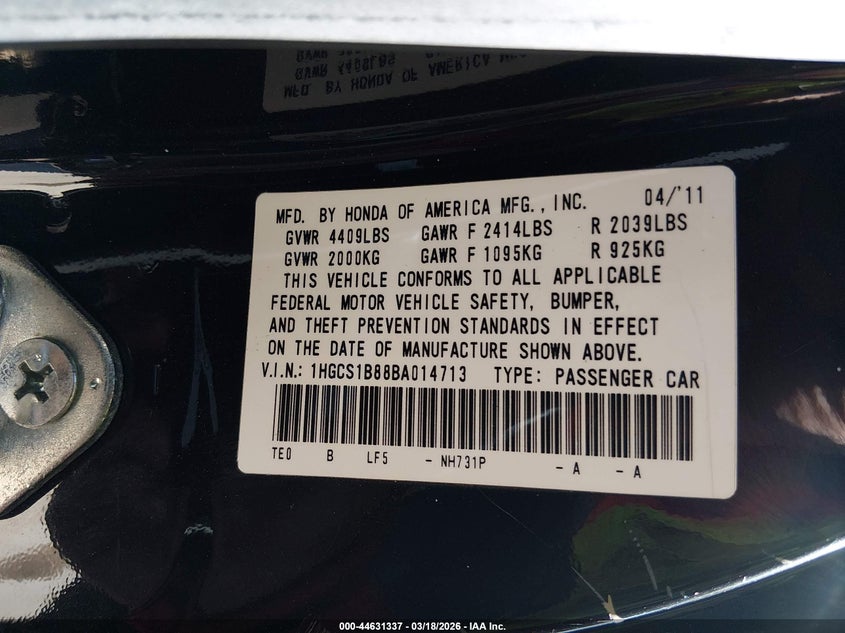 MFD. BY HONDA OF AMERICA MFG., INC. 04/'11
GVWR 4409LBS GAWR F 2414LBS R 2039LBS
GVWR 2000KG GAWR F 1095KG R 925KG
THIS VEHICLE CONFORMS TO ALL APPLICABLE
FEDERAL MOTOR VEHICLE SAFETY, BUMPER,
AND THEFT PREVENTION STANDARDS IN EFFECT
ON THE DATE OF MANUFACTURE SHOWN ABOVE.
V.I.N.: 1HGCS1B88BA014713 TYPE: PASSENGER CAR
TE0 B LF5 - NH731P - A - A
000-44631337 - 03/18/2026 - IAA Inc.